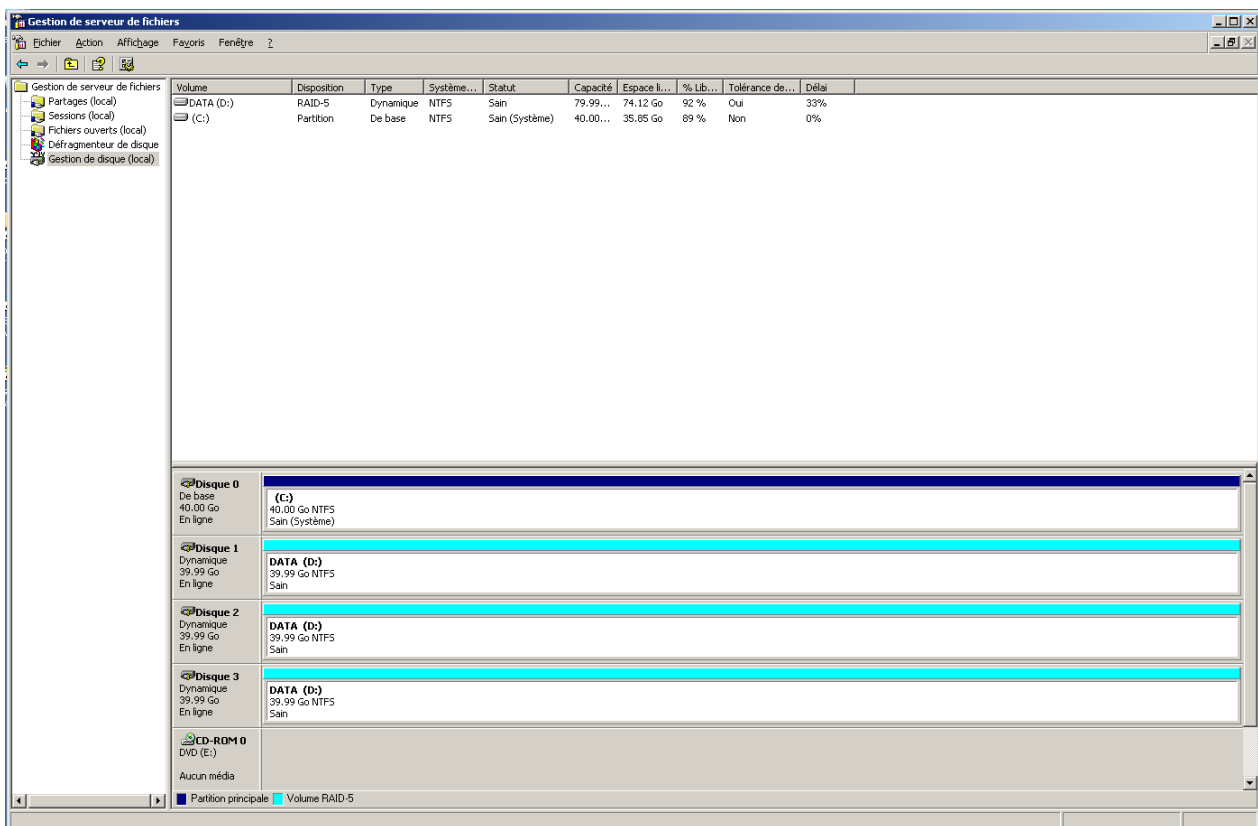 Gestion de serveur de fichiers
Fichier Action Affichage Favoris Fenêtre ?
Gestion de serveur de fichiers
Partages (local)
Sessions (local)
Fichiers ouverts (local)
Défragmenteur de disque
Gestion de disque (local)
Volume Disposition Type Système... Statut Capacité Espace li... % Lib... Tolérance de... Délai
DATA (D:) RAID-5 Dynamique NTFS Sain 79.99... 74.12 Go 92 % Oui 33%
(C:) Partition De base NTFS Sain (Système) 40.00... 35.85 Go 89 % Non 0%
Disque 0
De base
40.00 Go
En ligne
(C:)
40.00 Go NTFS
Sain (Système)
Disque 1
Dynamique
39.99 Go
En ligne
DATA (D:)
39.99 Go NTFS
Sain
Disque 2
Dynamique
39.99 Go
En ligne
DATA (D:)
39.99 Go NTFS
Sain
Disque 3
Dynamique
39.99 Go
En ligne
DATA (D:)
39.99 Go NTFS
Sain
CD-ROM 0
DVD (E:)
Aucun média
Partition principale Volume RAID-5